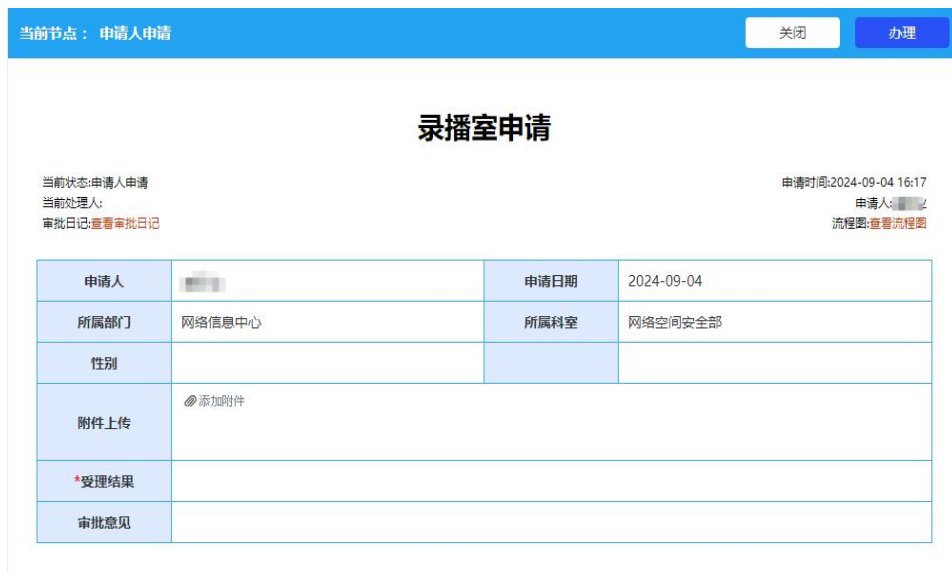 当前节点： 申请人申请
关闭
办理
录播室申请
当前状态:申请人申请
申请时间:2024-09-04 16:17
当前处理人:
申请人:
审批日记:查看审批日记
流程图:查看流程图
申请人
申请日期
2024-09-04
所属部门
网络信息中心
所属科室
网络空间安全部
性别
附件上传
添加附件
*受理结果
审批意见